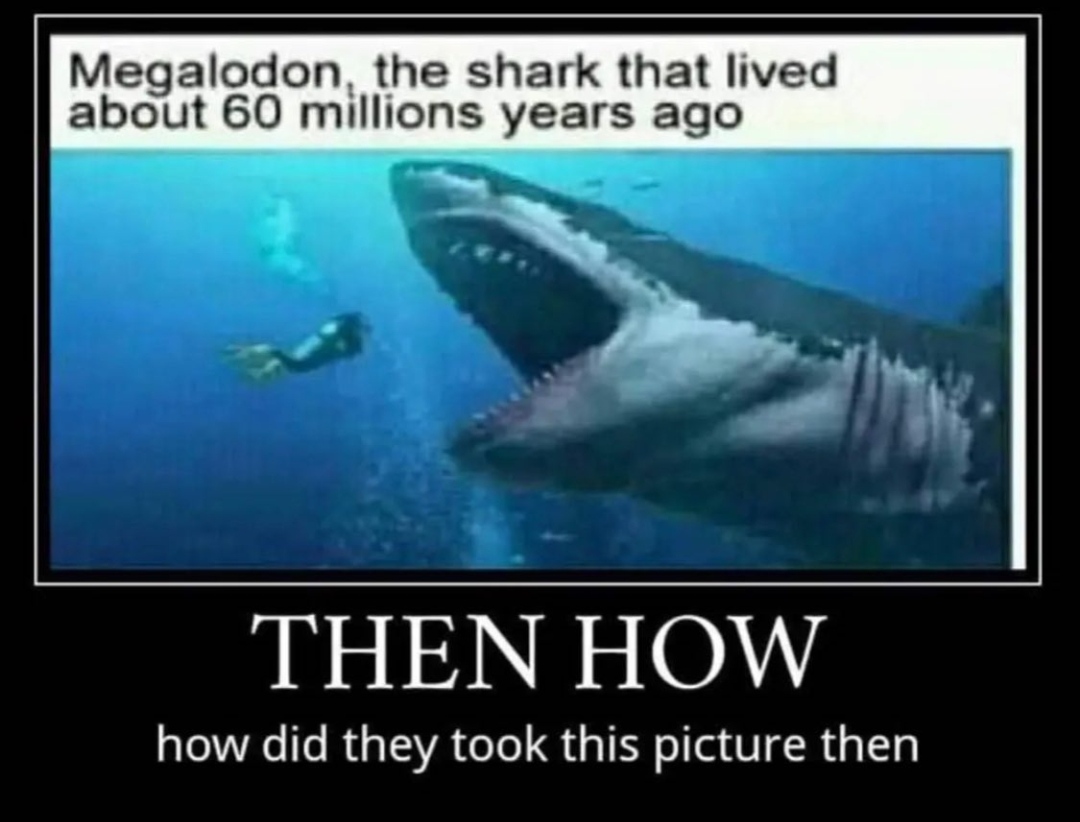 Megalodon, the shark that lived
about 60 millions years ago
THEN HOW
how did they took this picture then